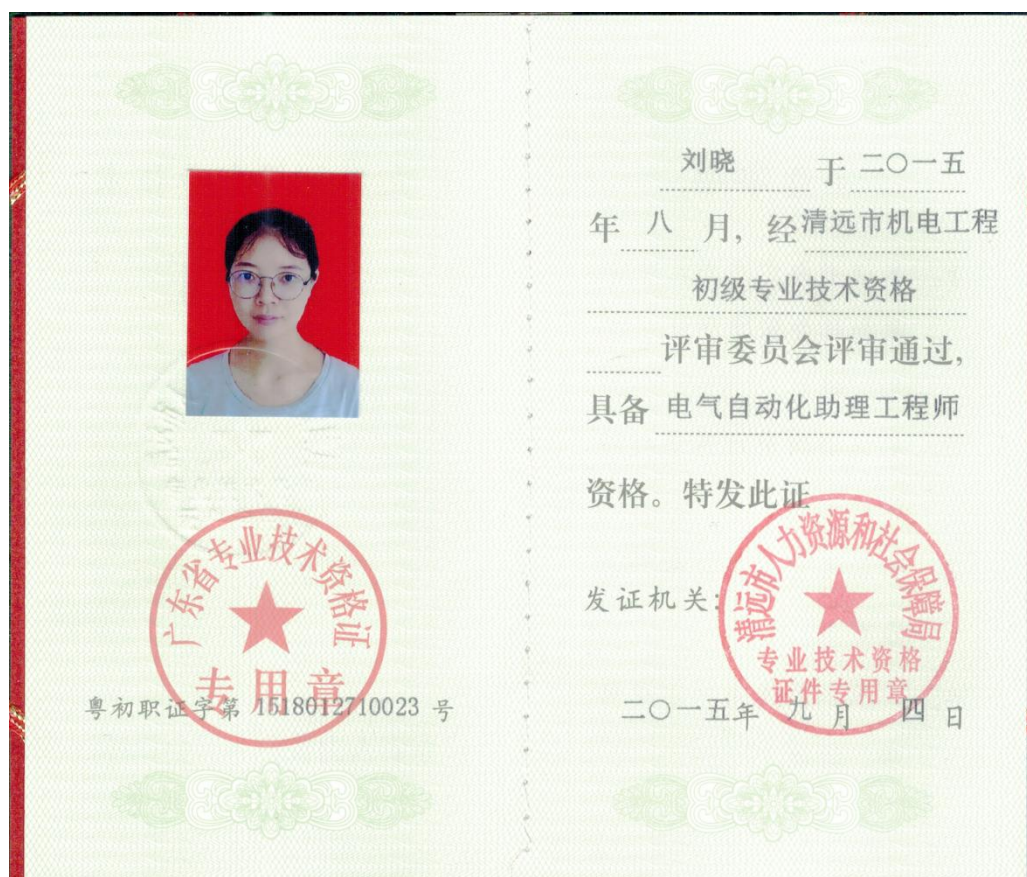 广东省专业技术资格证
专用章
粤初职证字第 1518012710023 号
刘晓 于 二〇一五
年 八 月, 经 清远市机电工程
初级专业技术资格
评审委员会评审通过,
具备 电气自动化助理工程师
资格。特发此证
发证机关:
清远市人力资源和社会保障局
专业技术资格
证件专用章
二〇一五年 九 月 四 日